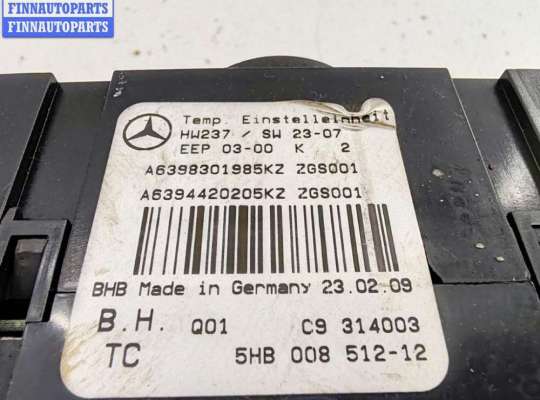 FINNAUTOPARTS
FINNAUTOPARTS
Temp. Einstelleinheit
HW237 / SW 23-07
EEP 03-00 K 2
A6398301985KZ ZGS001
A6394420205KZ ZGS001
BHB Made in Germany 23.02.09
B.H. Q01 C9 314003
TC 5HB 008 512-12